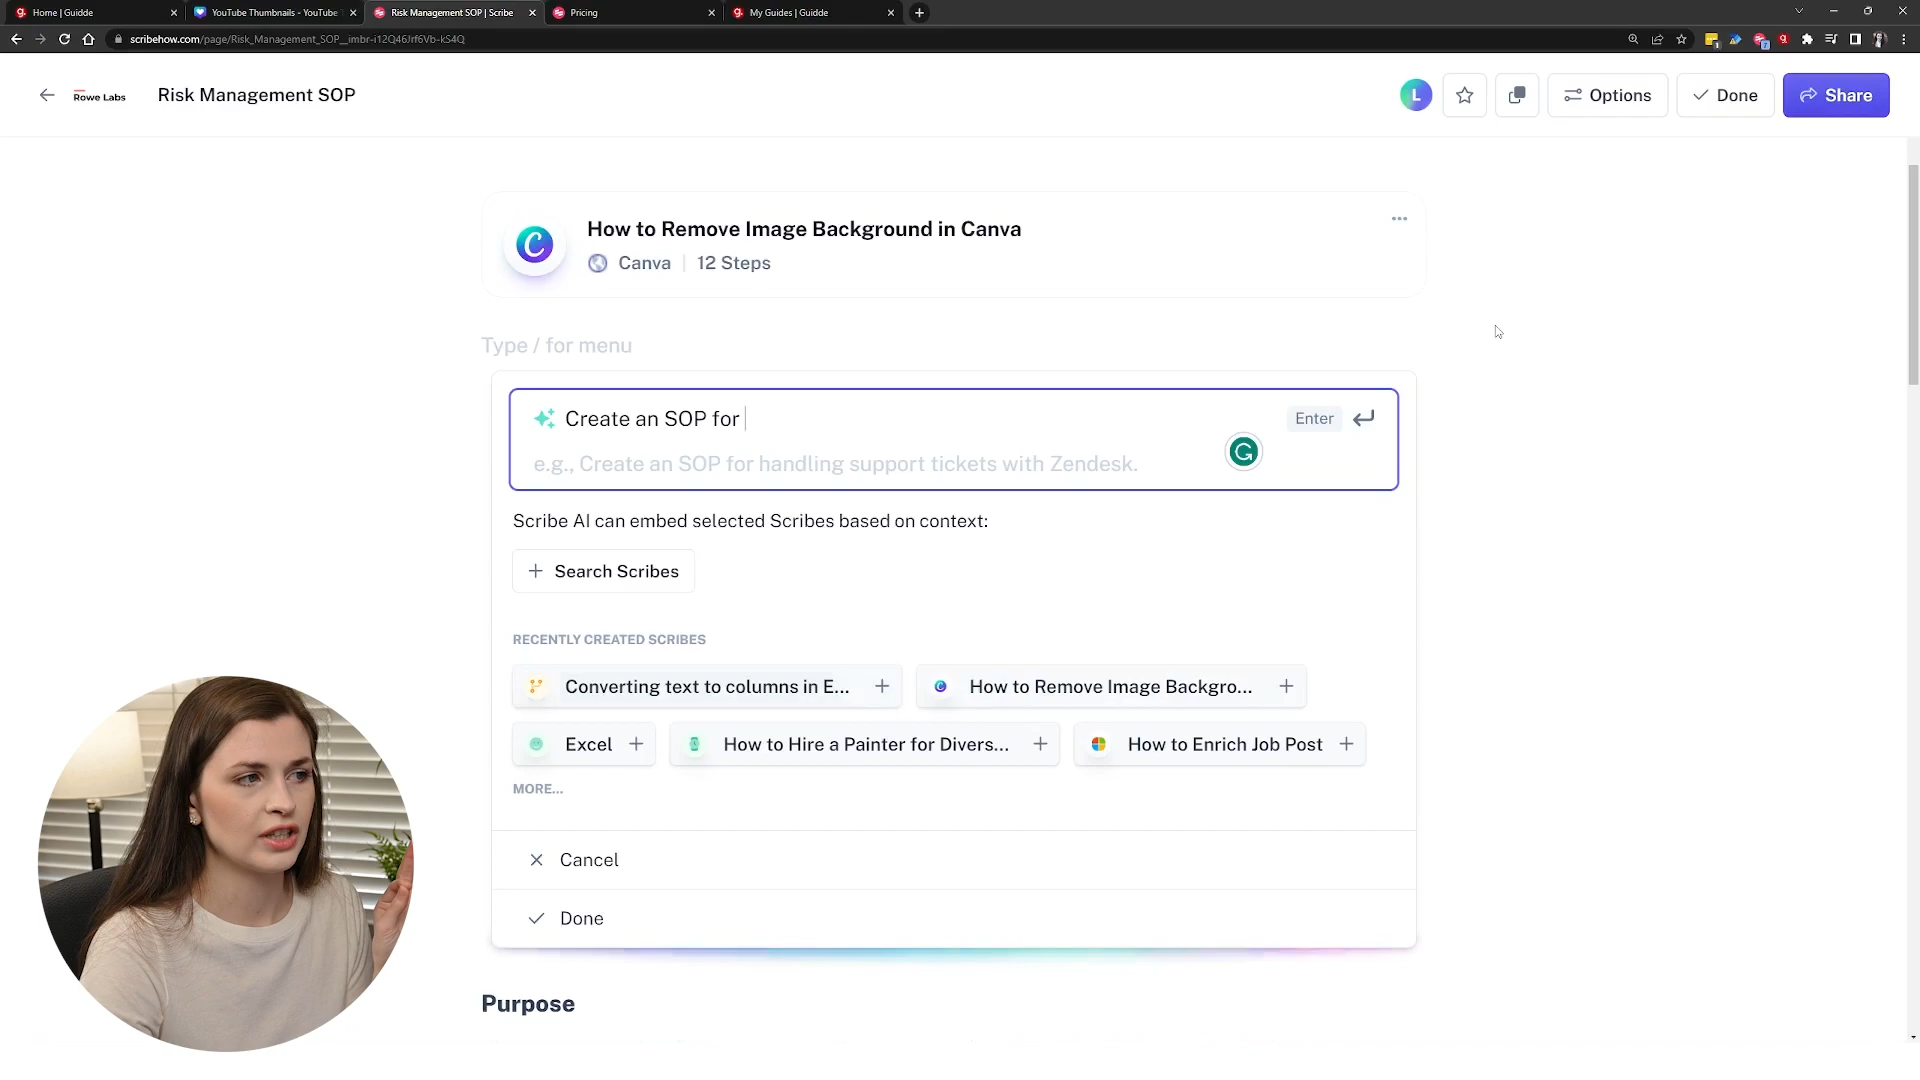 Home | Guidde
YouTube Thumbnails - YouTube
Risk Management SOP | Scribe
Pricing
My Guides | Guidde
scribehow.com/page/Risk_Management_SOP__imbr-i12Q46Jrf6Vb-kS4Q
Rowe Labs
Risk Management SOP
L
Options
Done
Share
How to Remove Image Background in Canva
Canva | 12 Steps
Type / for menu
Create an SOP for
Enter
e.g., Create an SOP for handling support tickets with Zendesk.
Scribe AI can embed selected Scribes based on context:
+ Search Scribes
RECENTLY CREATED SCRIBES
Converting text to columns in E... +
How to Remove Image Backgro... +
Excel +
How to Hire a Painter for Divers... +
How to Enrich Job Post +
MORE...
Cancel
Done
Purpose